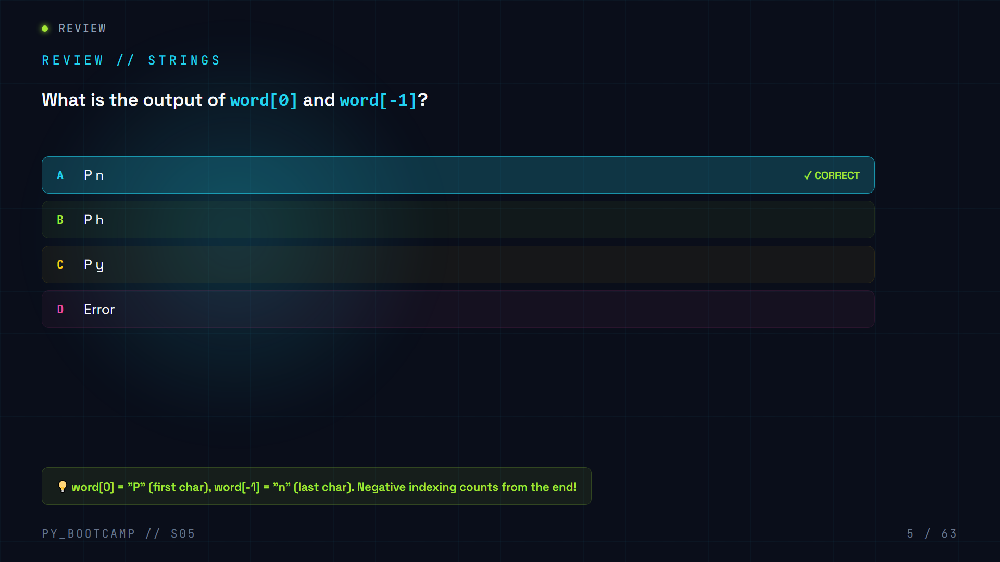 REVIEW
REVIEW // STRINGS
What is the output of word[0] and word[-1]?
A P n ✓ CORRECT
B P h
C P y
D Error
💡 word[0] = "P" (first char), word[-1] = "n" (last char). Negative indexing counts from the end!
PY_BOOTCAMP // S05
5 / 63